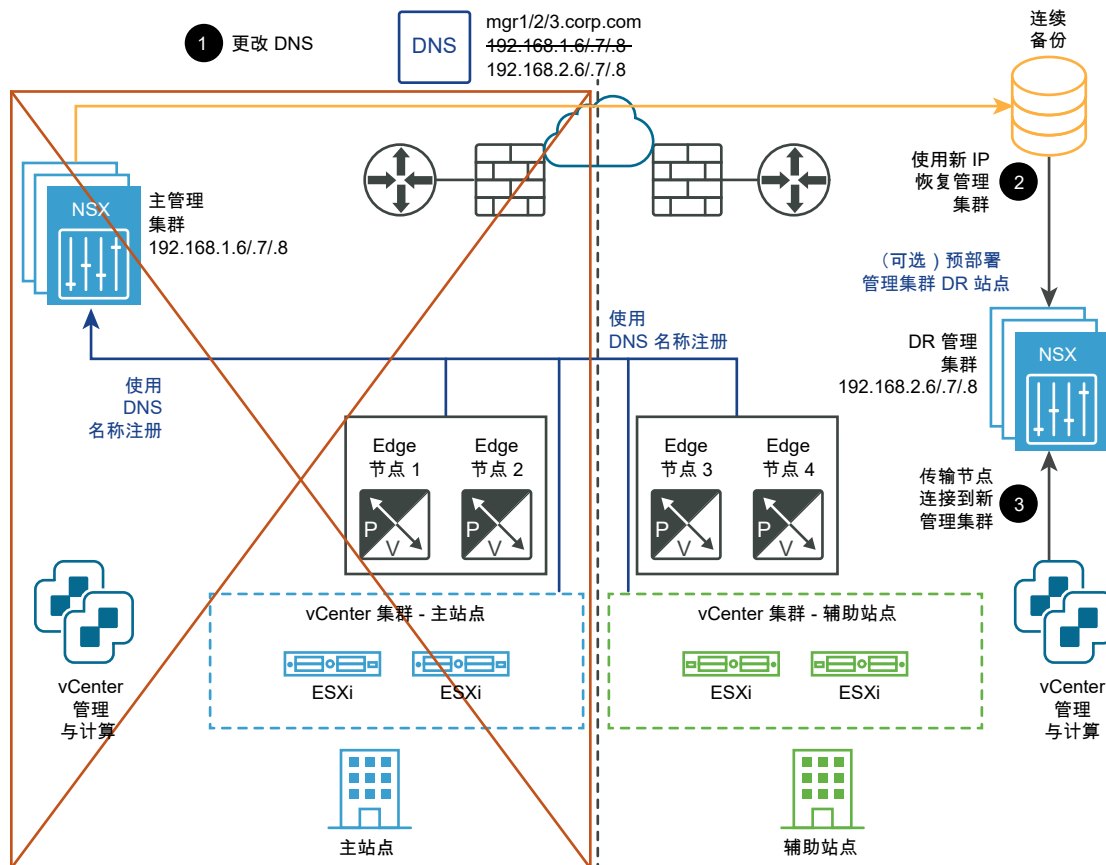 1 更改 DNS
DNS
mgr1/2/3.corp.com
192.168.1.6/.7/.8
192.168.2.6/.7/.8
连续
备份
NSX
主管理
集群
192.168.1.6/.7/.8
使用新 IP
恢复管理
集群
2
（可选）预部署
管理集群 DR 站点
使用
DNS 名称注册
DR 管理
集群
192.168.2.6/.7/.8
NSX
使用
DNS
名称注册
Edge
节点 1
P
V
Edge
节点 2
P
V
Edge
节点 3
P
V
Edge
节点 4
P
V
传输节点
连接到新
管理集群
3
vCenter
管理
与计算
vCenter 集群 - 主站点
ESXi
ESXi
vCenter 集群 - 辅助站点
ESXi
ESXi
vCenter
管理
与计算
主站点
辅助站点